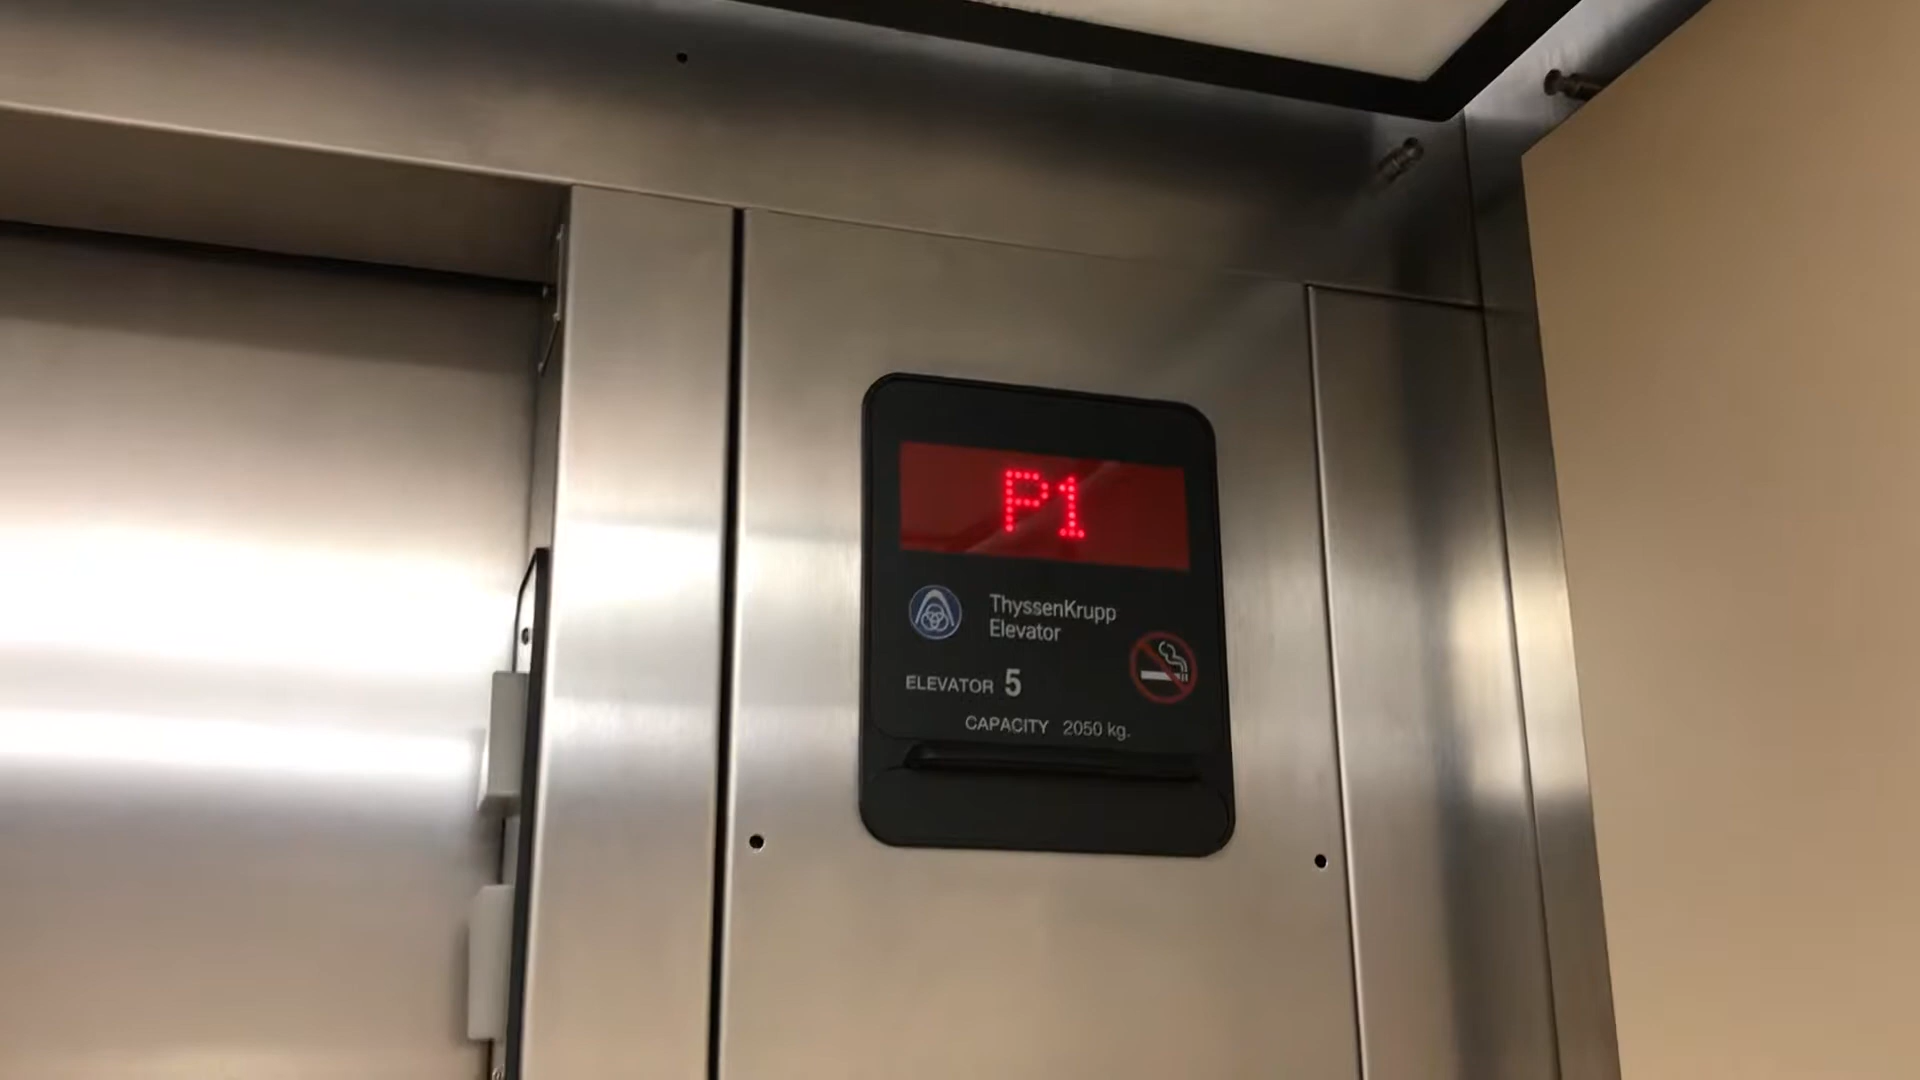 P1
ThyssenKrupp
Elevator
ELEVATOR 5
CAPACITY 2050 kg.